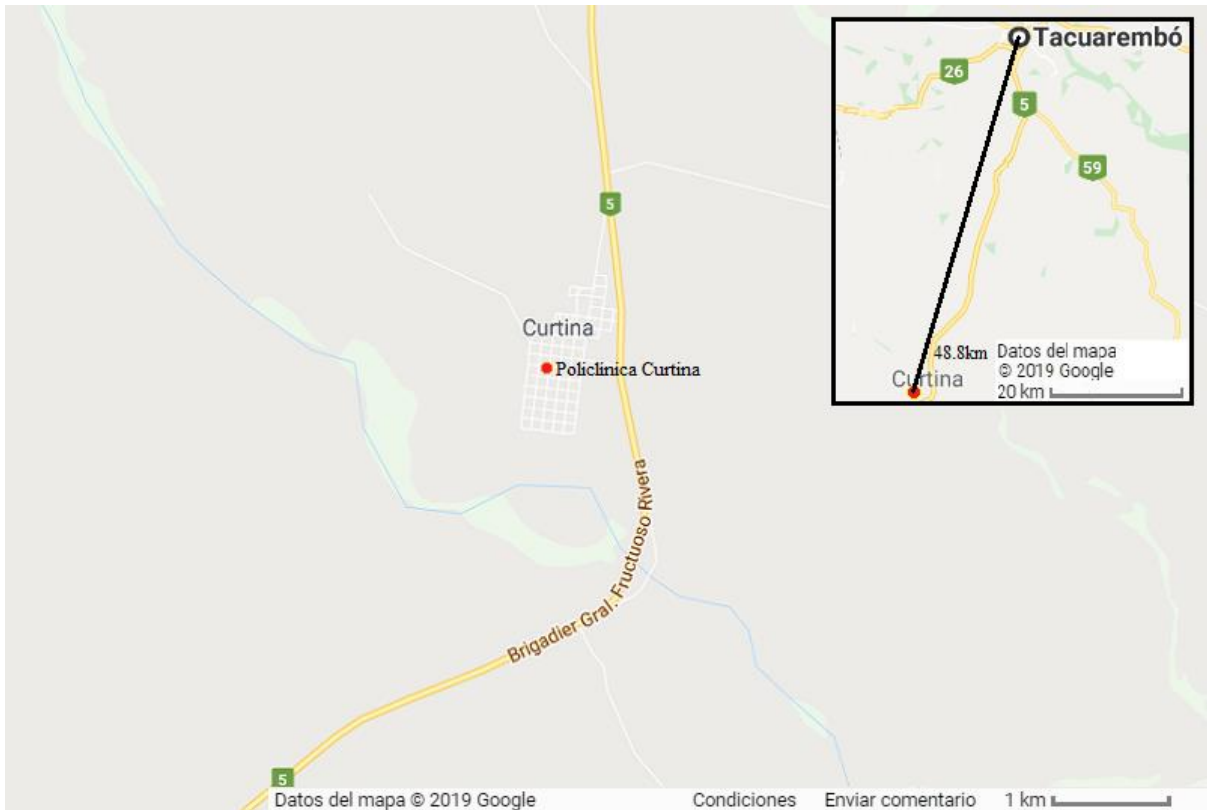 Tacuarembó
26
5
59
48.8km
Curtina
Datos del mapa
© 2019 Google
20 km
5
Curtina
Policlínica Curtina
Brigadier Gral. Fructuoso Rivera
5
Datos del mapa © 2019 Google Condiciones Enviar comentario 1 km